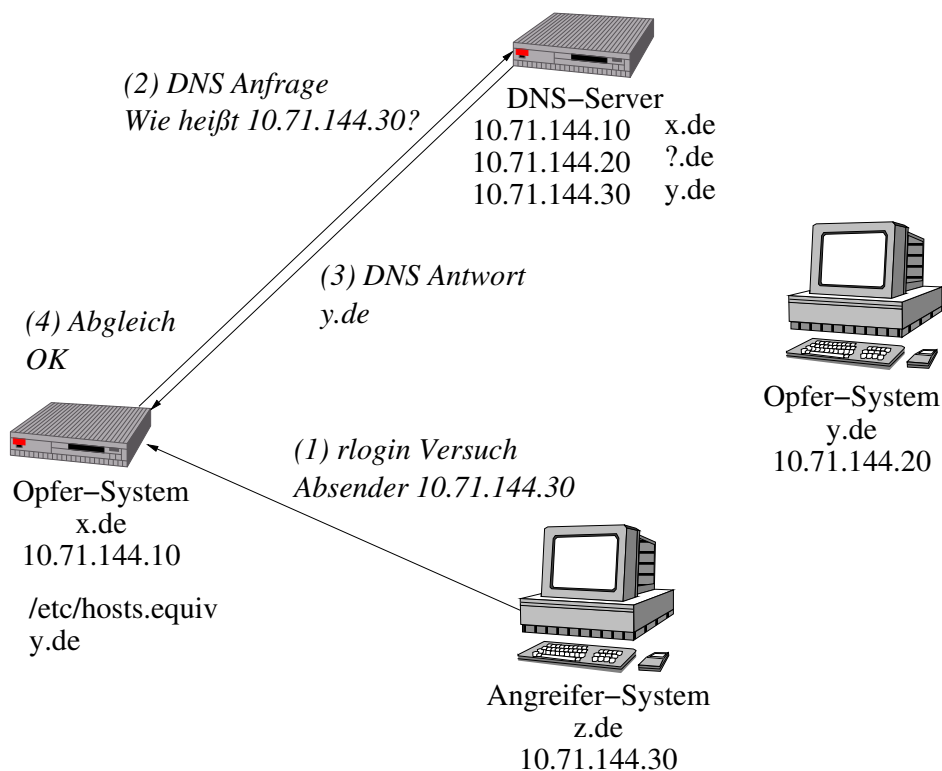 (2) DNS Anfrage
Wie heißt 10.71.144.30?
DNS–Server
10.71.144.10 x.de
10.71.144.20 ?.de
10.71.144.30 y.de
(3) DNS Antwort
y.de
(4) Abgleich
OK
Opfer–System
y.de
10.71.144.20
(1) rlogin Versuch
Absender 10.71.144.30
Opfer–System
x.de
10.71.144.10
/etc/hosts.equiv
y.de
Angreifer–System
z.de
10.71.144.30